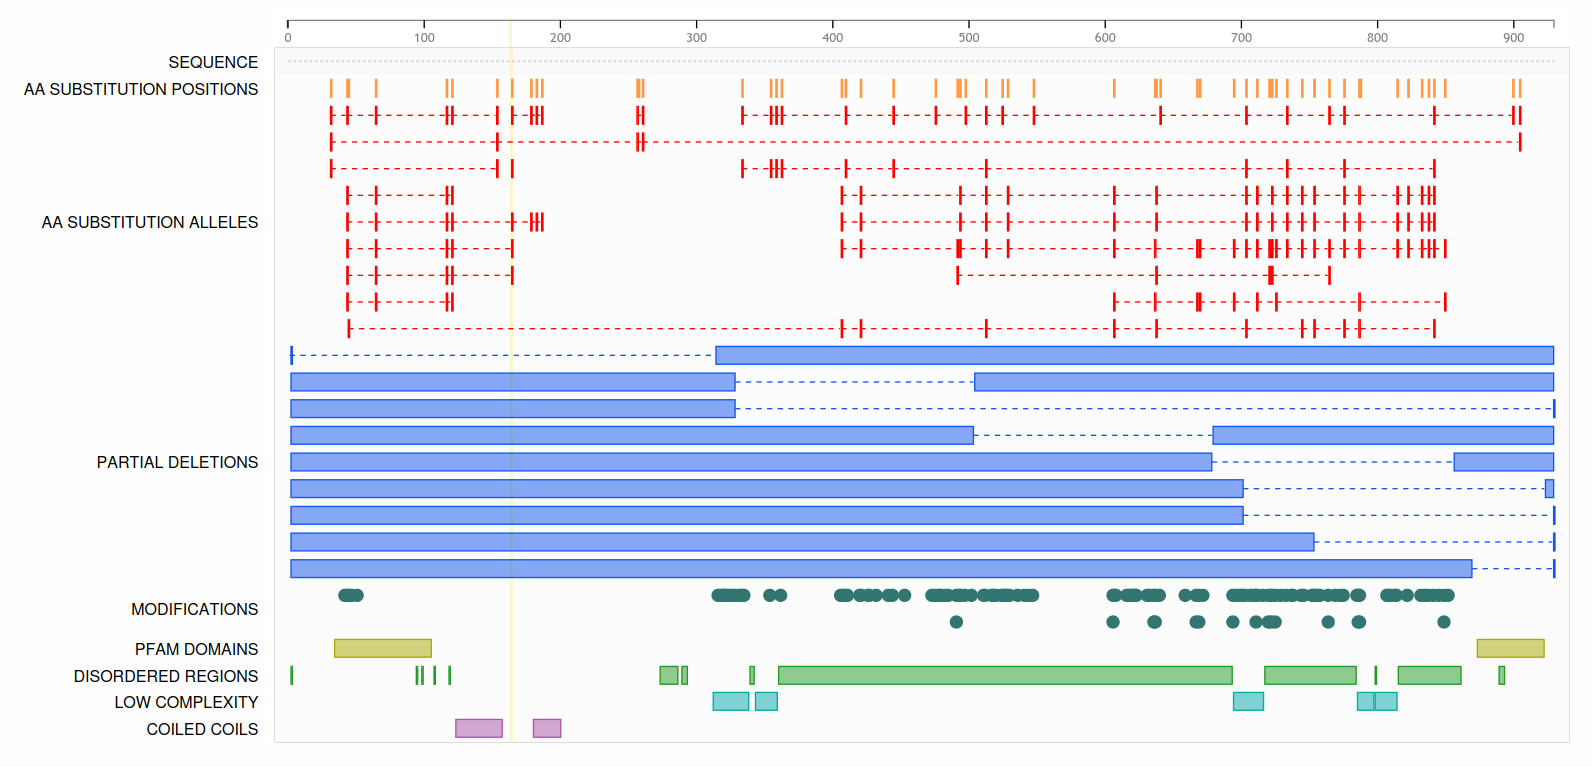 0 100 200 300 400 500 600 700 800 900
SEQUENCE
AA SUBSTITUTION POSITIONS
AA SUBSTITUTION ALLELES
PARTIAL DELETIONS
MODIFICATIONS
PFAM DOMAINS
DISORDERED REGIONS
LOW COMPLEXITY
COILED COILS